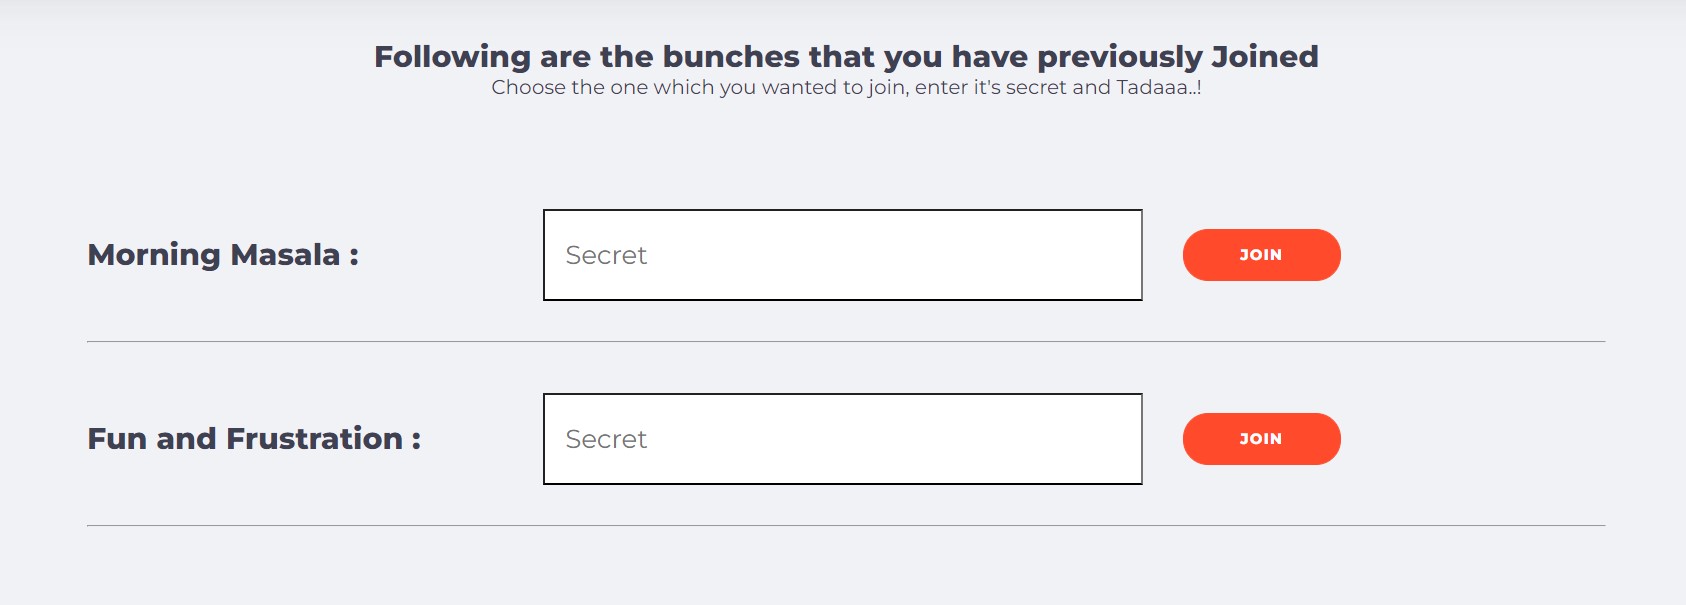 Following are the bunches that you have previously Joined
Choose the one which you wanted to join, enter it's secret and Tadaaa..!
Morning Masala : Secret JOIN
Fun and Frustration : Secret JOIN